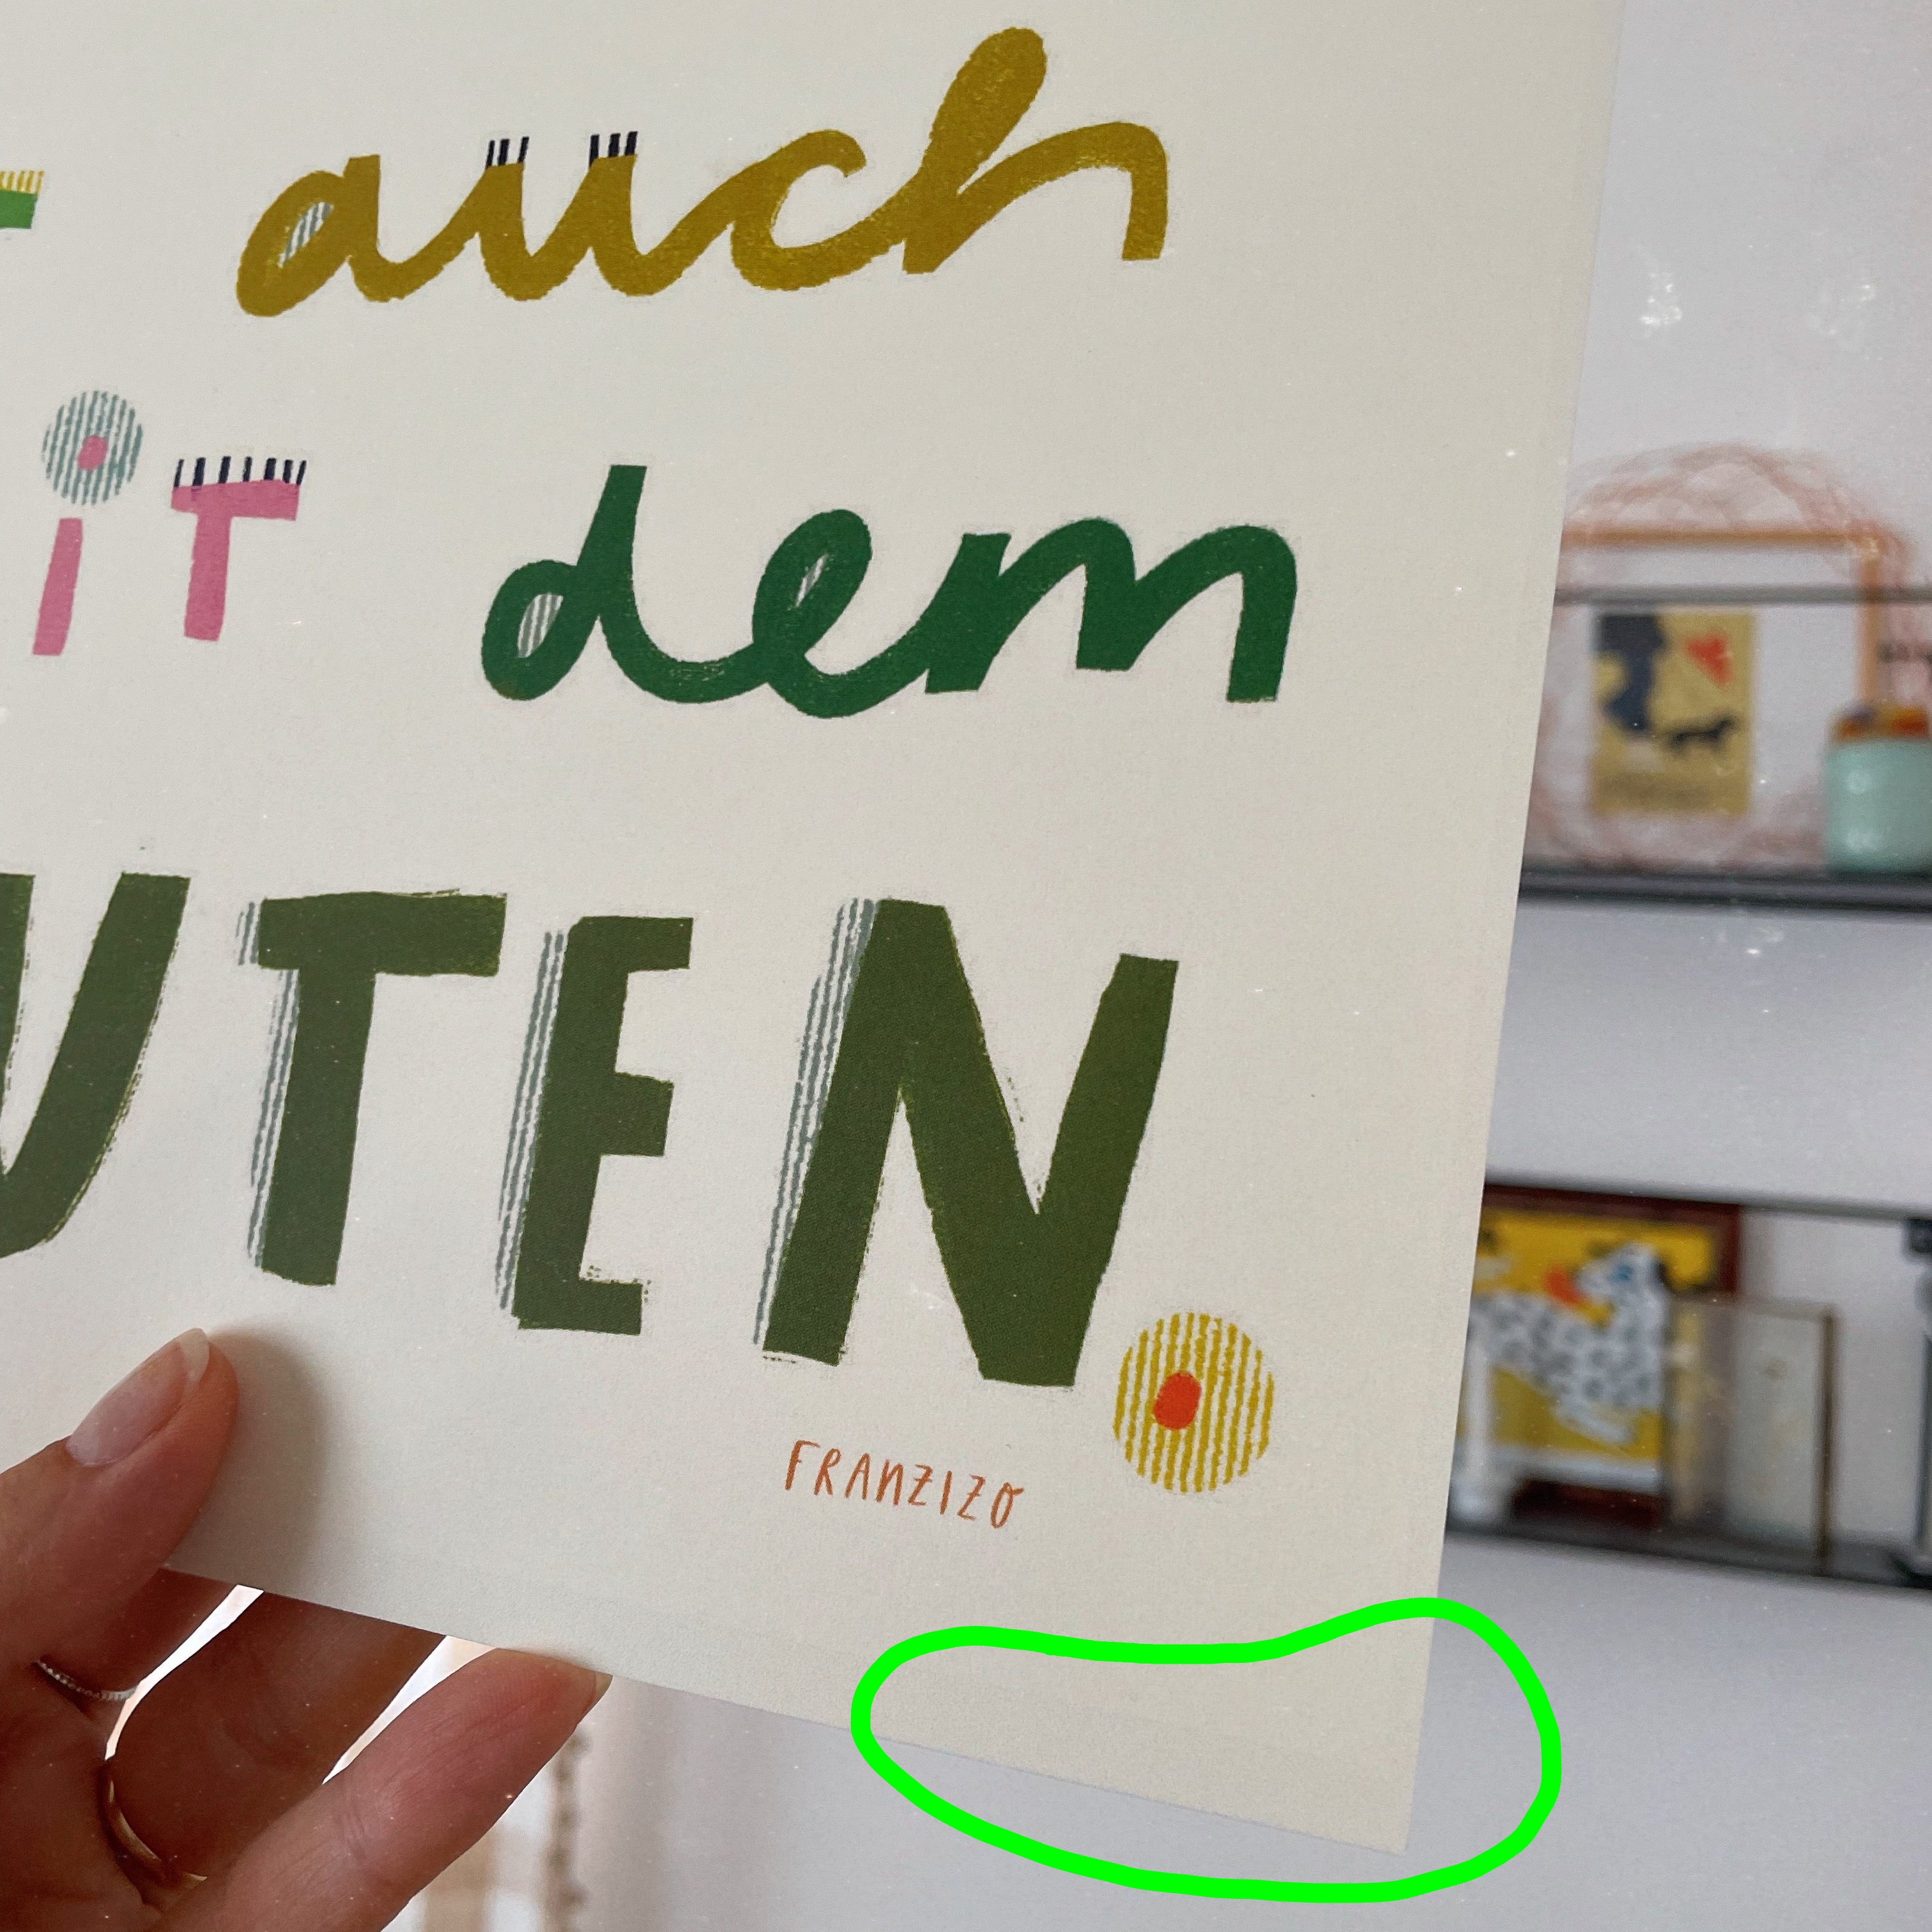 auch
it dem
UTEN.
FRANZIZO